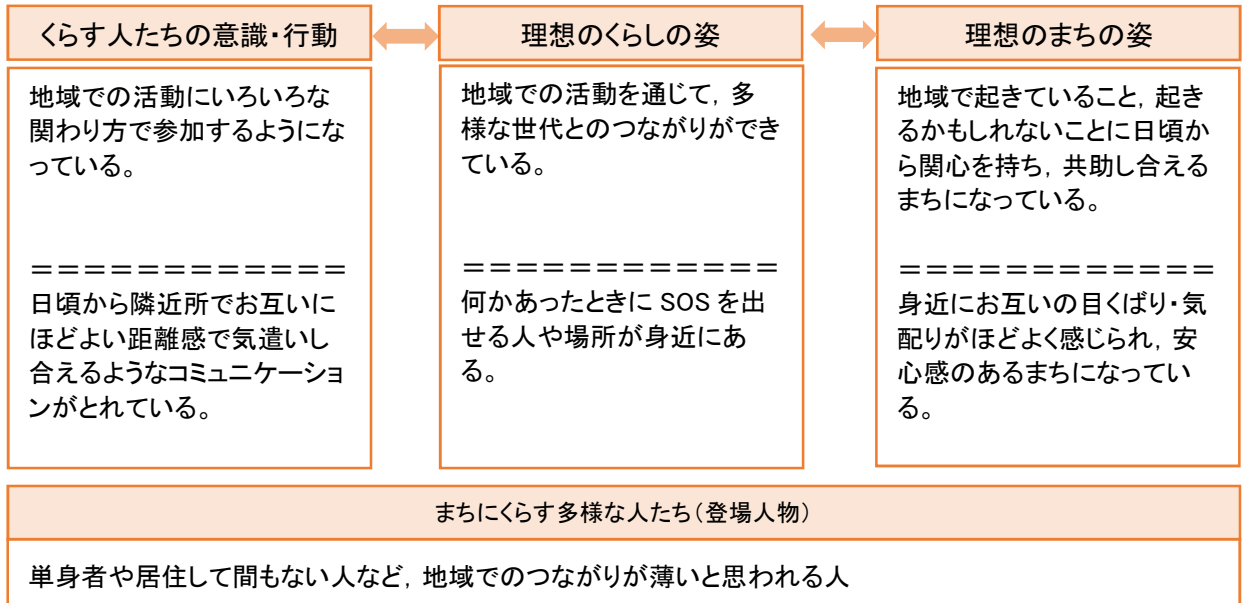 くらす人たちの意識・行動
理想のくらしの姿
理想のまちの姿
地域での活動にいろいろな
関わり方で参加するようにな
っている。
＝＝＝＝＝＝＝＝＝＝＝＝
日頃から隣近所でお互いに
ほどよい距離感で気遣いし
合えるようなコミュニケーショ
ンがとれている。
地域での活動を通じて，多
様な世代とのつながりができ
ている。
＝＝＝＝＝＝＝＝＝＝＝＝
何かあったときに SOS を出
せる人や場所が身近にあ
る。
地域で起きていること，起き
るかもしれないことに日頃か
ら関心を持ち，共助し合える
まちになっている。
＝＝＝＝＝＝＝＝＝＝＝＝
身近にお互いの目くばり・気
配りがほどよく感じられ，安
心感のあるまちになってい
る。
まちにくらす多様な人たち（登場人物）
単身者や居住して間もない人など，地域でのつながりが薄いと思われる人